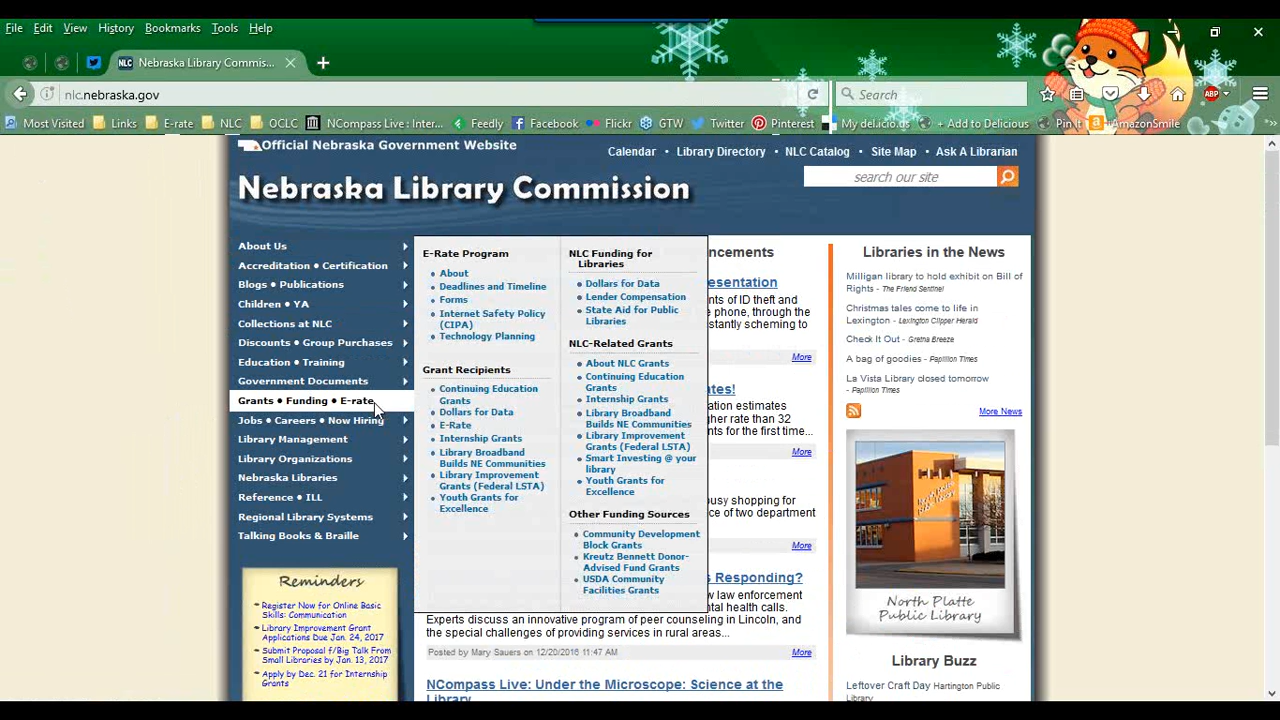 File Edit View History Bookmarks Tools Help
NLC Nebraska Library Commis...
nlc.nebraska.gov
Search
ABP
Most Visited Links E-rate NLC OCLC NCompass Live: Inter... Feedly Facebook Flickr GTW Twitter Pinterest My del.icio.us + Add to Delicious Pin It AmazonSmile
Official Nebraska Government Website
Calendar • Library Directory • NLC Catalog • Site Map • Ask A Librarian
Nebraska Library Commission
search our site
About Us
Accreditation • Certification
Blogs • Publications
Children • YA
Collections at NLC
Discounts • Group Purchases
Education • Training
Government Documents
Grants • Funding • E-rate
Jobs • Careers • Now Hiring
Library Management
Library Organizations
Nebraska Libraries
Reference • ILL
Regional Library Systems
Talking Books & Braille
Reminders
Register Now for Online Basic
Skills: Communication
Library Improvement Grant
Applications Due Jan. 24, 2017
Submit Proposal f/Big Talk From
Small Libraries by Jan. 13, 2017
Apply by Dec. 21 for Internship
Grants
E-Rate Program
• About
• Deadlines and Timeline
• Forms
• Internet Safety Policy
(CIPA)
• Technology Planning
Grant Recipients
• Continuing Education
Grants
• Dollars for Data
• E-Rate
• Internship Grants
• Library Broadband
Builds NE Communities
• Library Improvement
Grants (Federal LSTA)
• Youth Grants for
Excellence
NLC Funding for
Libraries
• Dollars for Data
• Lender Compensation
• State Aid for Public
Libraries
NLC-Related Grants
• About NLC Grants
• Continuing Education
Grants
• Internship Grants
• Library Broadband
Builds NE Communities
• Library Improvement
Grants (Federal LSTA)
• Smart Investing @ your
library
• Youth Grants for
Excellence
Other Funding Sources
• Community Development
Block Grants
• Kreutz Bennett Donor-
Advised Fund Grants
• USDA Community
Facilities Grants
ncements
esentation
nts of ID theft and
e phone, through the
nstantly scheming to
More
ates!
ration estimates
gher rate than 32
nts for the first time...
More
busy shopping for
ce of two department
More
s Responding?
w law enforcement
ntal health calls.
Experts discuss an innovative program of peer counseling in Lincoln, and
the special challenges of providing services in rural areas...
Posted by Mary Sauers on 12/20/2016 11:47 AM
More
NCompass Live: Under the Microscope: Science at the
Library
Libraries in the News
Milligan library to hold exhibit on Bill of
Rights - The Friend Sentinel
Christmas tales come to life in
Lexington - Lexington Clipper Herald
Check It Out - Gretna Breeze
A bag of goodies - Papillion Times
La Vista Library closed tomorrow
- Papillion Times
More News
North Platte
Public Library
Library Buzz
Leftover Craft Day Hartington Public
Library